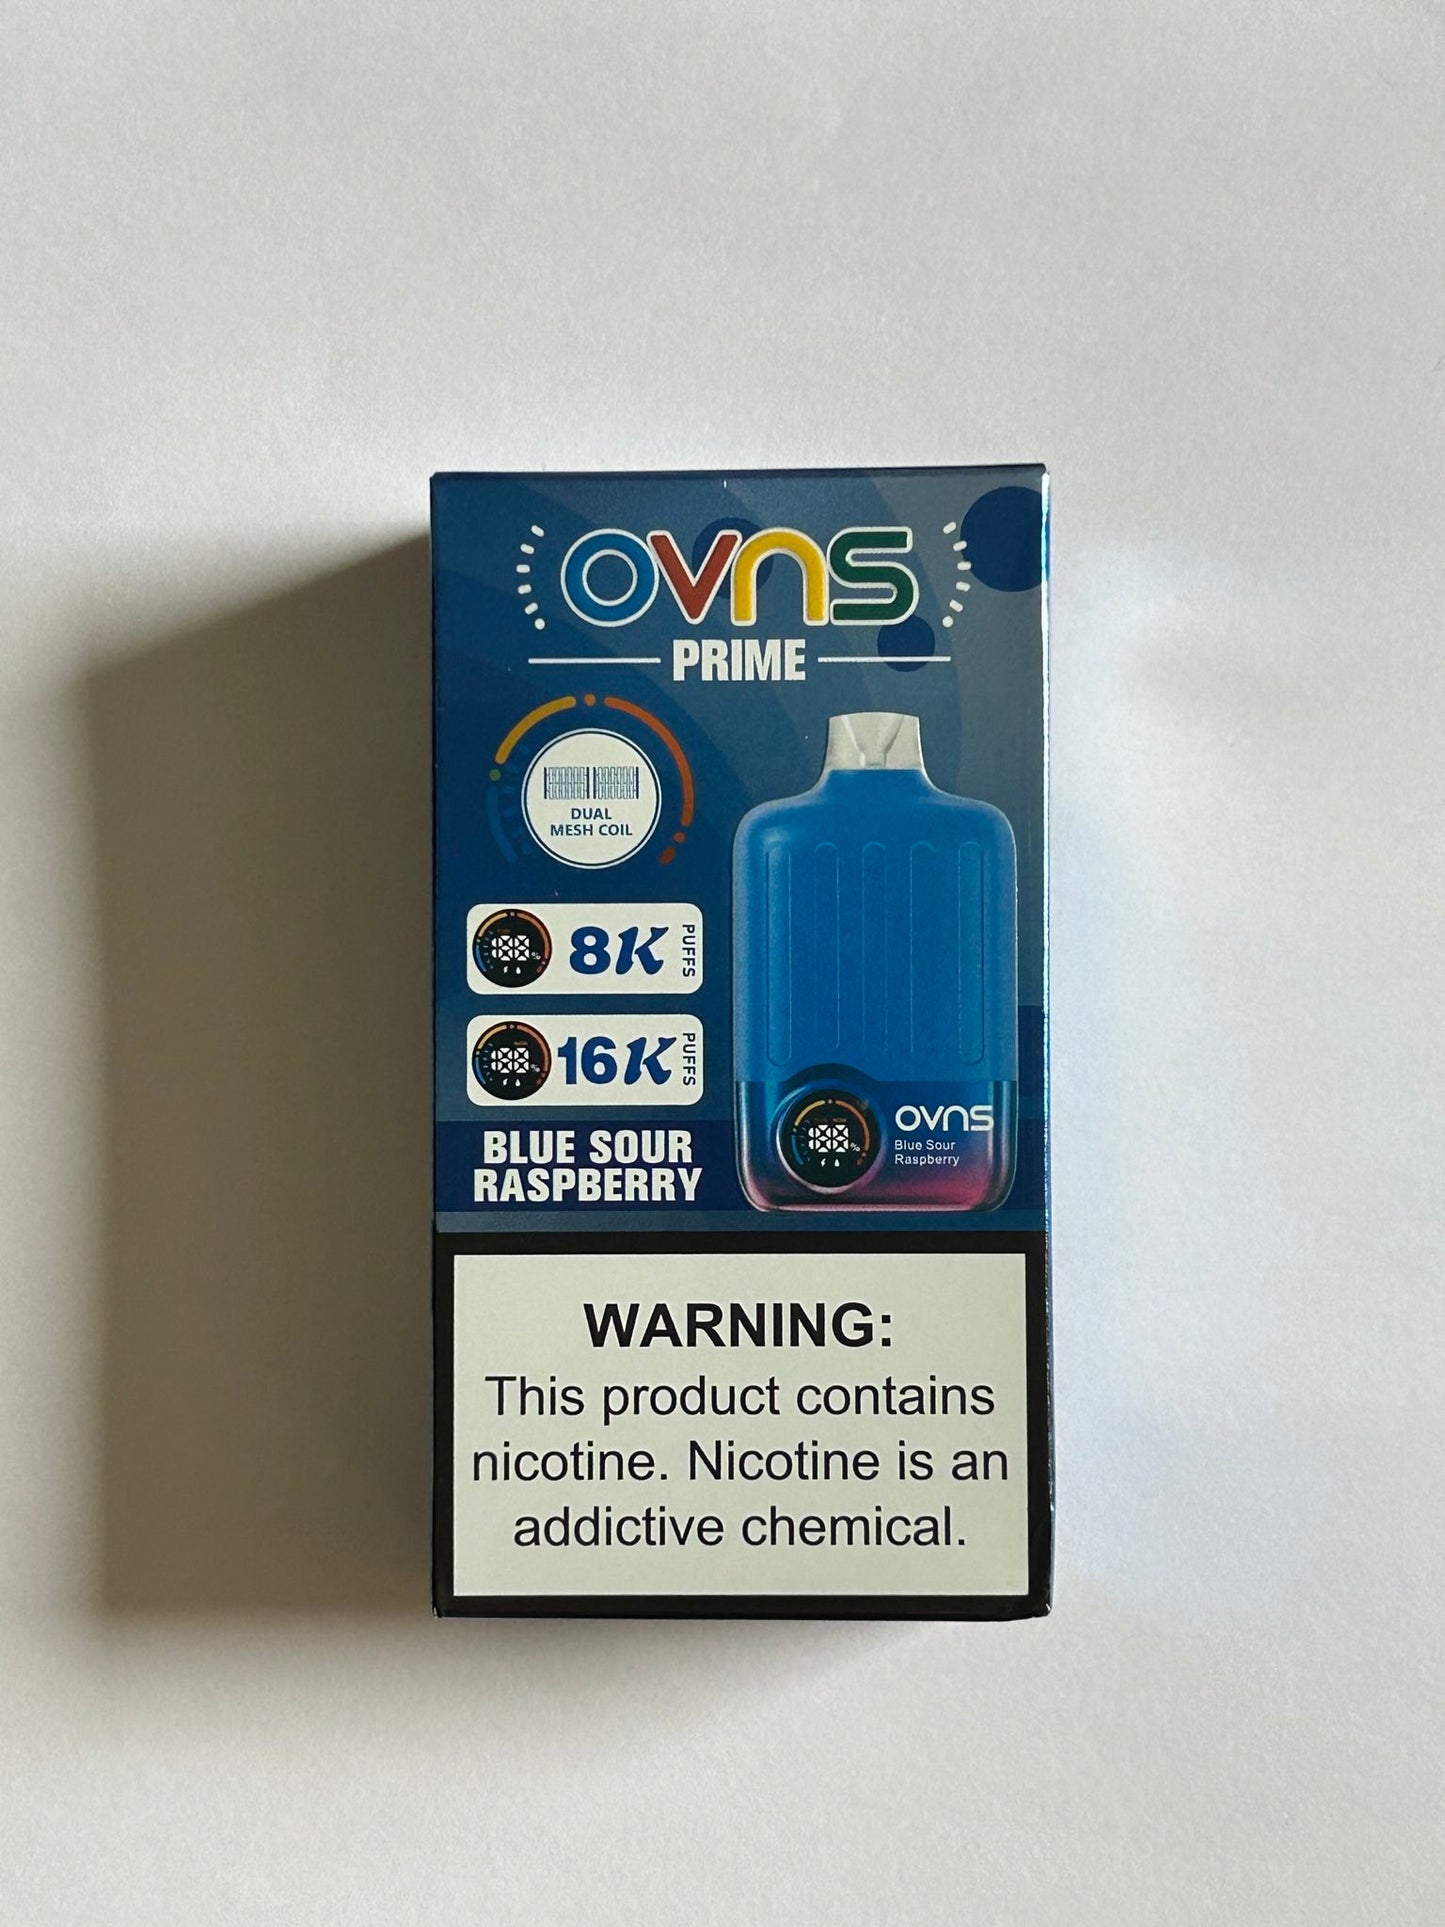 OVNS
PRIME
DUAL
MESH COIL
8K PUFFS
16K PUFFS
BLUE SOUR
RASPBERRY
OVNS
Blue Sour
Raspberry
WARNING:
This product contains
nicotine. Nicotine is an
addictive chemical.